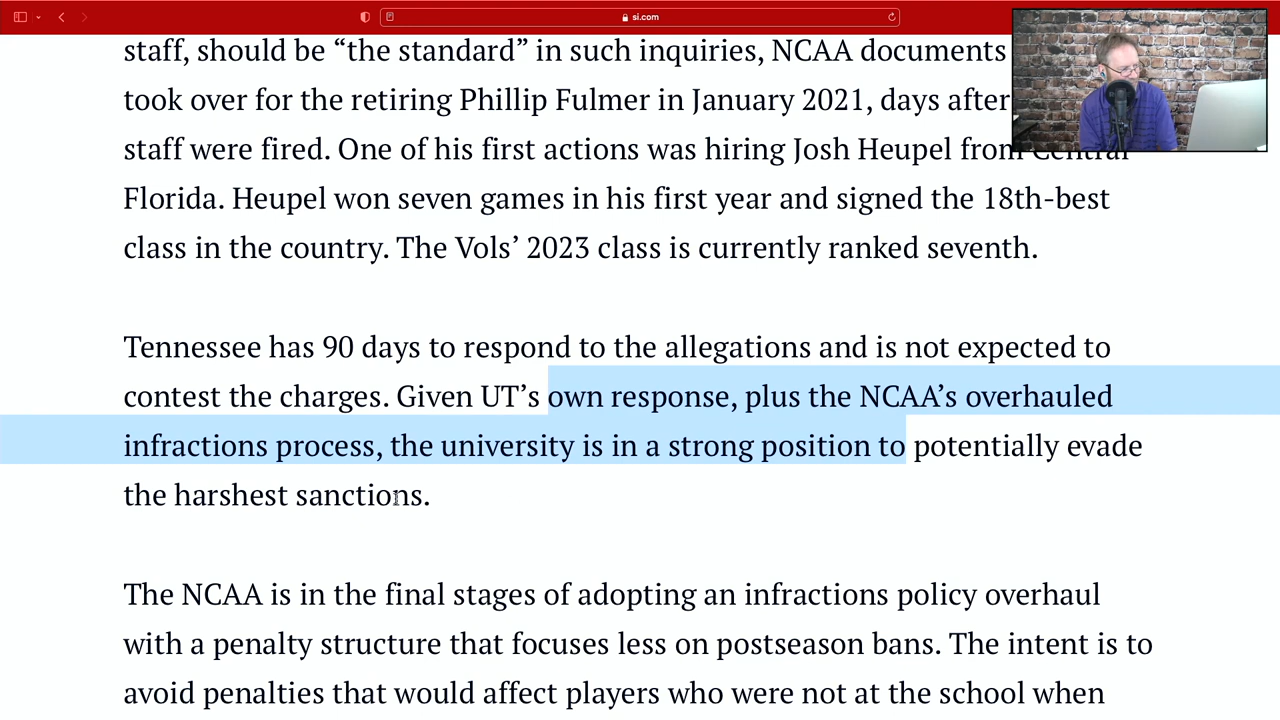 si.com
staff, should be “the standard” in such inquiries, NCAA documents
took over for the retiring Phillip Fulmer in January 2021, days after
staff were fired. One of his first actions was hiring Josh Heupel from Central
Florida. Heupel won seven games in his first year and signed the 18th-best
class in the country. The Vols’ 2023 class is currently ranked seventh.
Tennessee has 90 days to respond to the allegations and is not expected to
contest the charges. Given UT’s own response, plus the NCAA’s overhauled
infractions process, the university is in a strong position to potentially evade
the harshest sanctions.
The NCAA is in the final stages of adopting an infractions policy overhaul
with a penalty structure that focuses less on postseason bans. The intent is to
avoid penalties that would affect players who were not at the school when